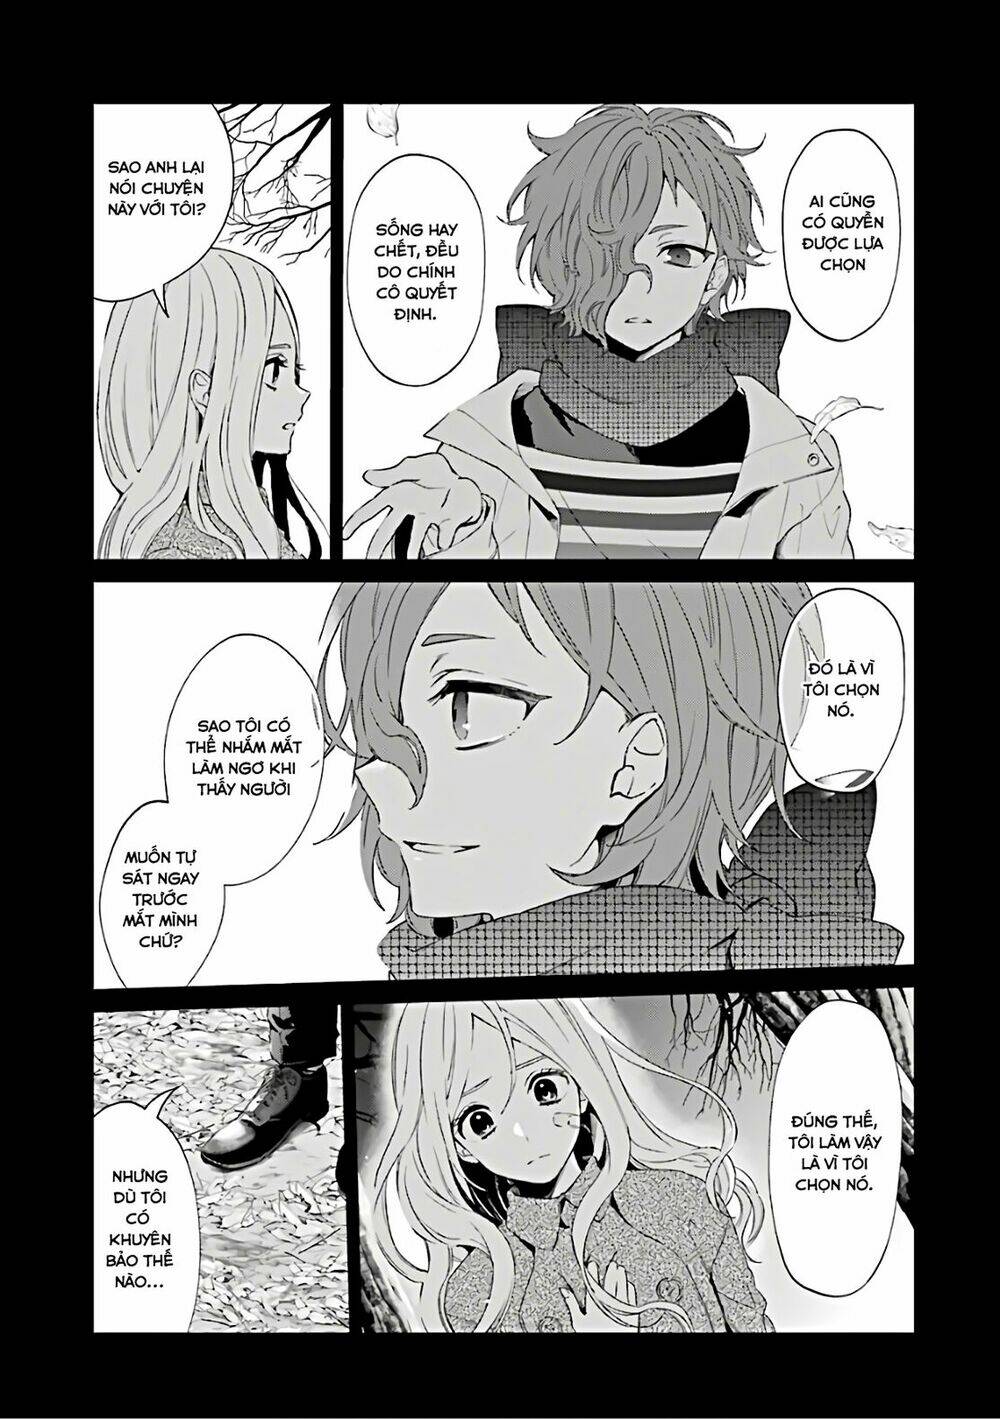 AI CŨNG
CÓ QUYỀN
ĐƯỢC LỰA
CHỌN
SỐNG HAY
CHẾT, ĐỀU
DO CHÍNH
CÔ QUYẾT
ĐỊNH.
SAO ANH LẠI
NÓI CHUYỆN
NÀY VỚI TÔI?
ĐÓ LÀ VÌ
TÔI CHỌN
NÓ.
SAO TÔI CÓ
THỂ NHẮM MẮT
LÀM NGƠ KHI
THẤY NGƯỜI
MUỐN TỰ
SÁT NGAY
TRƯỚC
MẮT MÌNH
CHỨ?
ĐÚNG THẾ,
TÔI LÀM VẬY
LÀ VÌ TÔI
CHỌN NÓ.
NHƯNG
DÙ TÔI
CÓ
KHUYÊN
BẢO THẾ
NÀO...